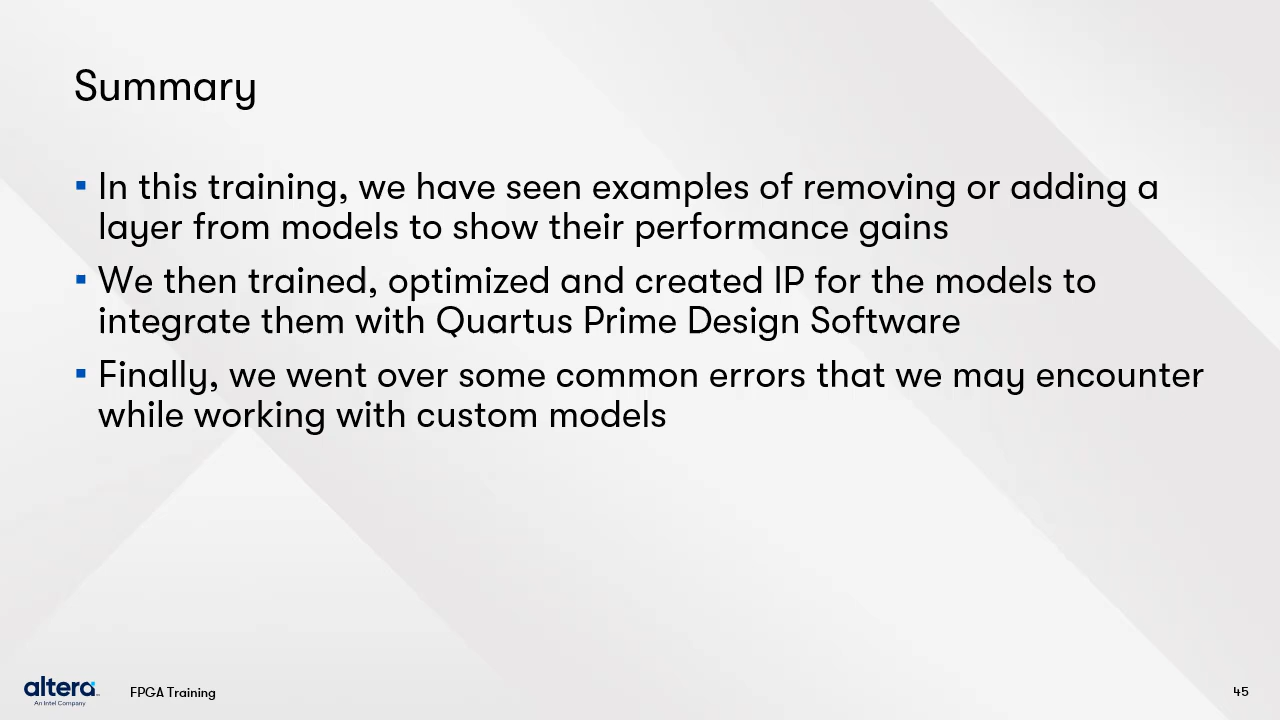 Summary
▪ In this training, we have seen examples of removing or adding a
layer from models to show their performance gains
▪ We then trained, optimized and created IP for the models to
integrate them with Quartus Prime Design Software
▪ Finally, we went over some common errors that we may encounter
while working with custom models
altera™
An Intel Company
FPGA Training
45